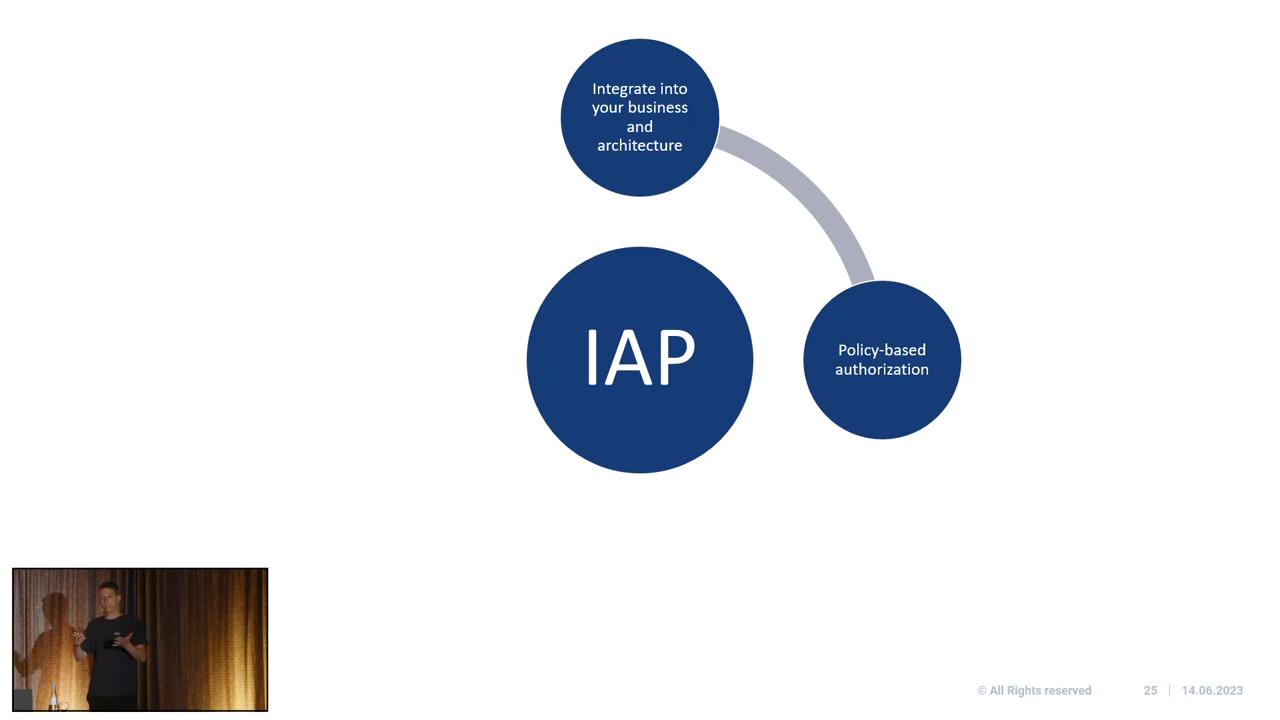 Integrate into
your business
and
architecture
IAP
Policy-based
authorization
© All Rights reserved
25
14.06.2023